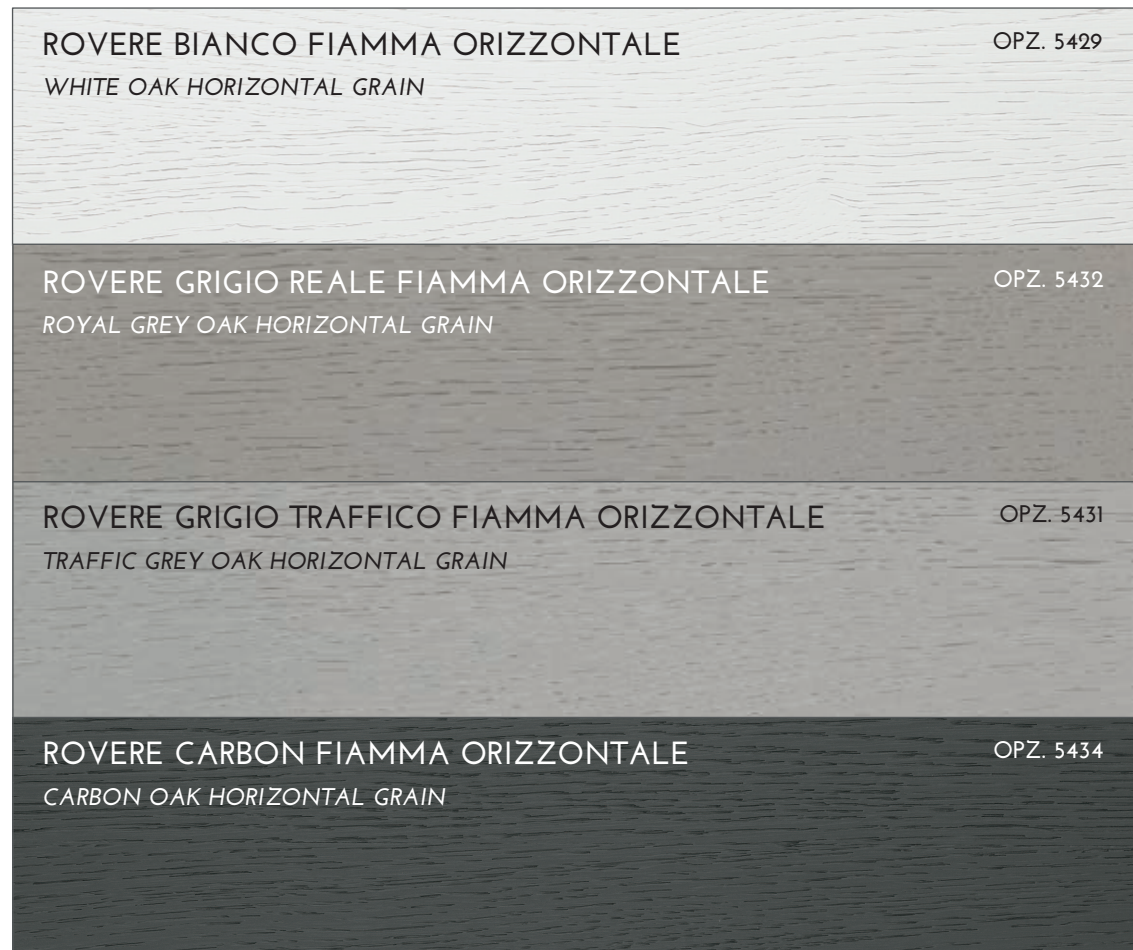 ROVERE BIANCO FIAMMA ORIZZONTALE OPZ. 5429
WHITE OAK HORIZONTAL GRAIN
ROVERE GRIGIO REALE FIAMMA ORIZZONTALE OPZ. 5432
ROYAL GREY OAK HORIZONTAL GRAIN
ROVERE GRIGIO TRAFFICO FIAMMA ORIZZONTALE OPZ. 5431
TRAFFIC GREY OAK HORIZONTAL GRAIN
ROVERE CARBON FIAMMA ORIZZONTALE OPZ. 5434
CARBON OAK HORIZONTAL GRAIN